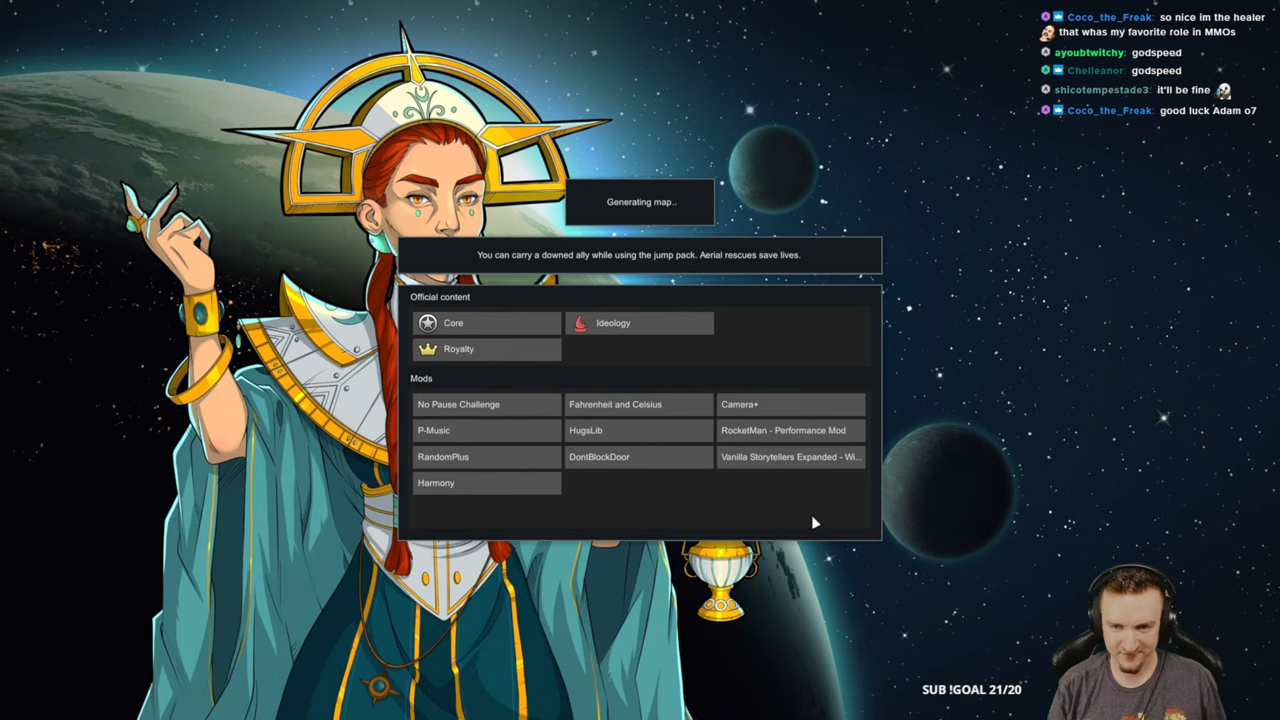 Coco_the_Freak: so nice im the healer
that whas my favorite role in MMOs
ayoubtwitchy: godspeed
Chelleanor: godspeed
shicotempestade3: it'll be fine
Coco_the_Freak: good luck Adam o7
Generating map..
You can carry a downed ally while using the jump pack. Aerial rescues save lives.
Official content
Core
Ideology
Royalty
Mods
No Pause Challenge
Fahrenheit and Celsius
Camera+
P-Music
HugsLib
RocketMan - Performance Mod
RandomPlus
DontBlockDoor
Vanilla Storytellers Expanded - Wi...
Harmony
SUB !GOAL 21/20